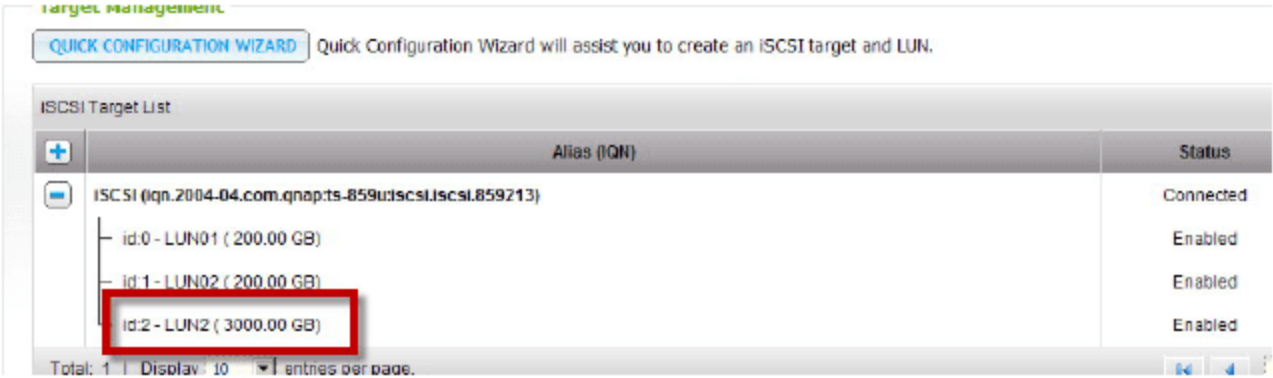 Target Management
QUICK CONFIGURATION WIZARD Quick Configuration Wizard will assist you to create an iSCSI target and LUN.
iSCSI Target List
Alias (IQN) Status
iSCSI (iqn.2004-04.com.qnap:ts-859u:iscsi.iscsi.859213) Connected
id:0 - LUN01 ( 200.00 GB) Enabled
id:1 - LUN02 ( 200.00 GB) Enabled
id:2 - LUN2 ( 3000.00 GB) Enabled
Total: 1 | Display 10 entries per page.